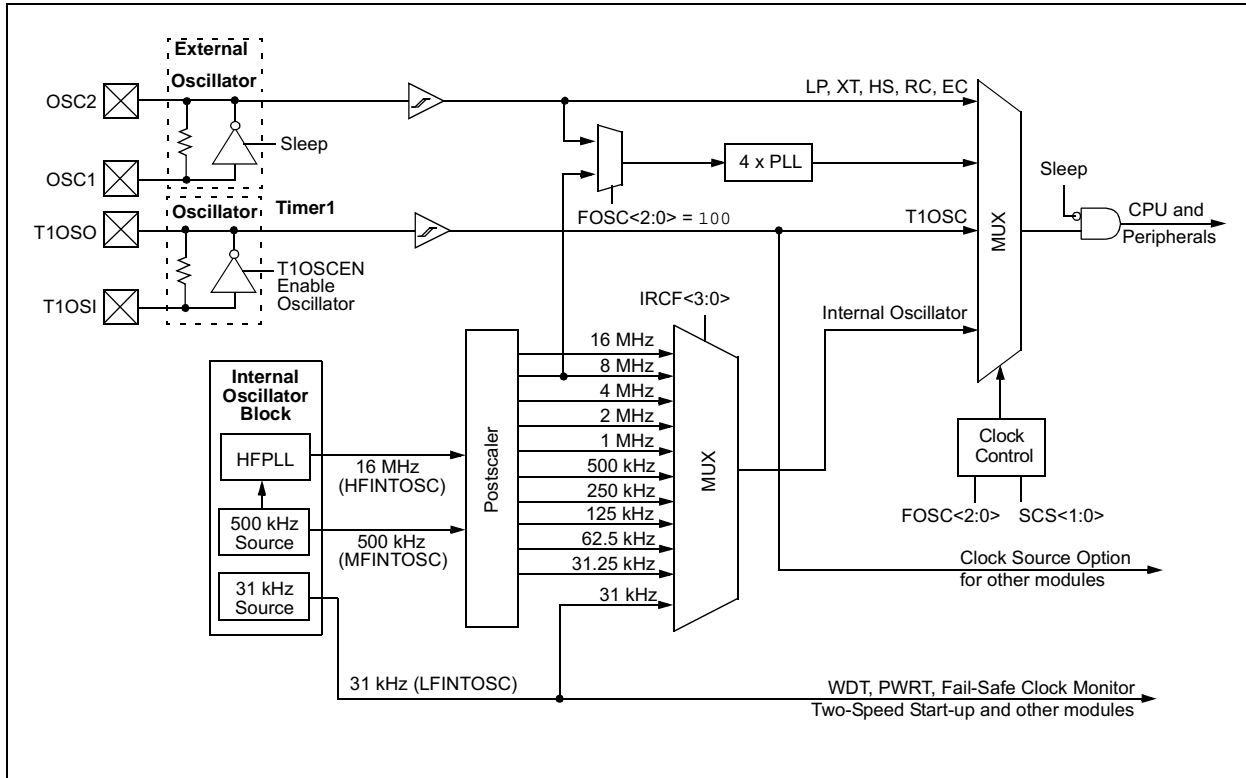 External
Oscillator
OSC2
OSC1
Sleep
LP, XT, HS, RC, EC
4 x PLL
FOSC<2:0> = 100
Sleep
CPU and
Peripherals
MUX
Oscillator
Timer1
T1OSO
T1OSI
T1OSCEN
Enable
Oscillator
T1OSC
IRCF<3:0>
Internal Oscillator
Internal
Oscillator
Block
HFPLL
500 kHz
Source
31 kHz
Source
16 MHz
(HFINTOSC)
500 kHz
(MFINTOSC)
Postscaler
16 MHz
8 MHz
4 MHz
2 MHz
1 MHz
500 kHz
250 kHz
125 kHz
62.5 kHz
31.25 kHz
31 kHz
MUX
Clock
Control
FOSC<2:0>
SCS<1:0>
Clock Source Option
for other modules
31 kHz (LFINTOSC)
WDT, PWRT, Fail-Safe Clock Monitor
Two-Speed Start-up and other modules